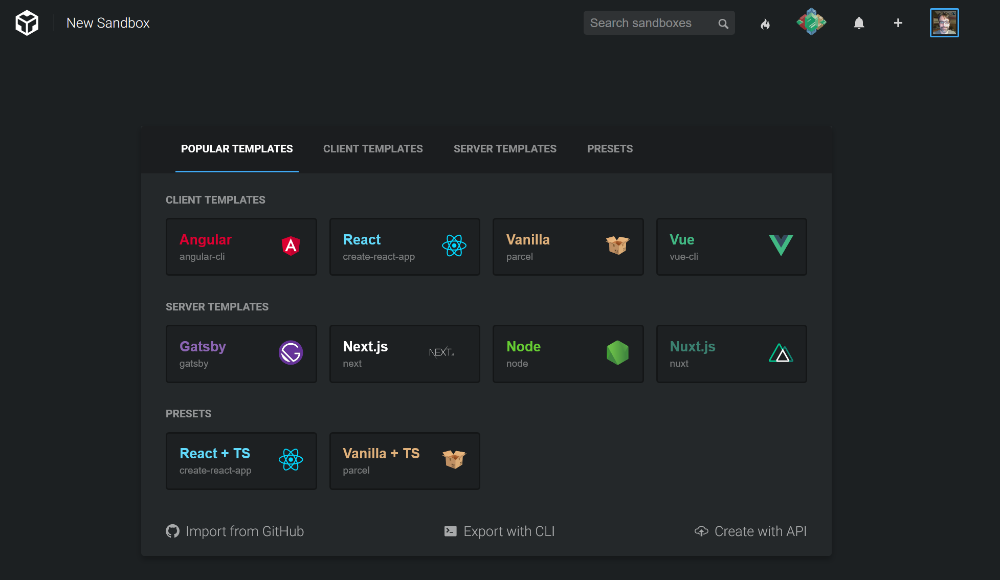 New Sandbox
Search sandboxes
POPULAR TEMPLATES
CLIENT TEMPLATES
SERVER TEMPLATES
PRESETS
CLIENT TEMPLATES
Angular
angular-cli
React
create-react-app
Vanilla
parcel
Vue
vue-cli
SERVER TEMPLATES
Gatsby
gatsby
Next.js
next
NEXT.js
Node
node
Nuxt.js
nuxt
PRESETS
React + TS
create-react-app
Vanilla + TS
parcel
Import from GitHub
Export with CLI
Create with API